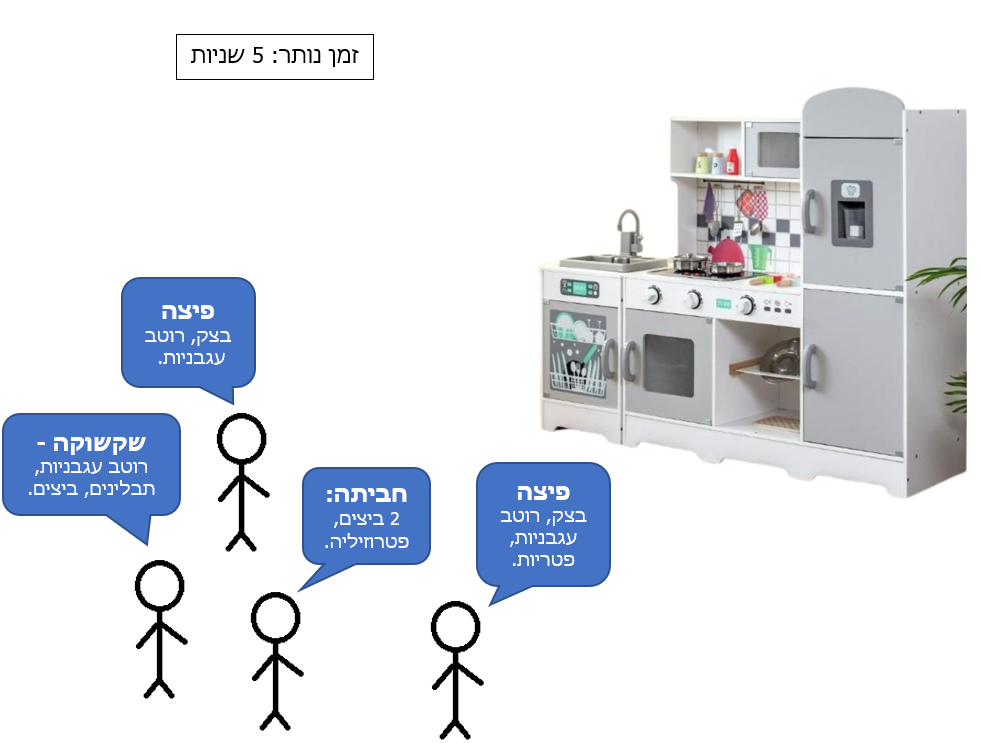 זמן נותר: 5 שניות
פיצה
בצק, רוטב
עגבניות.
שקשוקה -
רוטב עגבניות,
תבלינים, ביצים.
חביתה:
2 ביצים,
פטרוזיליה.
פיצה
בצק, רוטב
עגבניות,
פטריות.